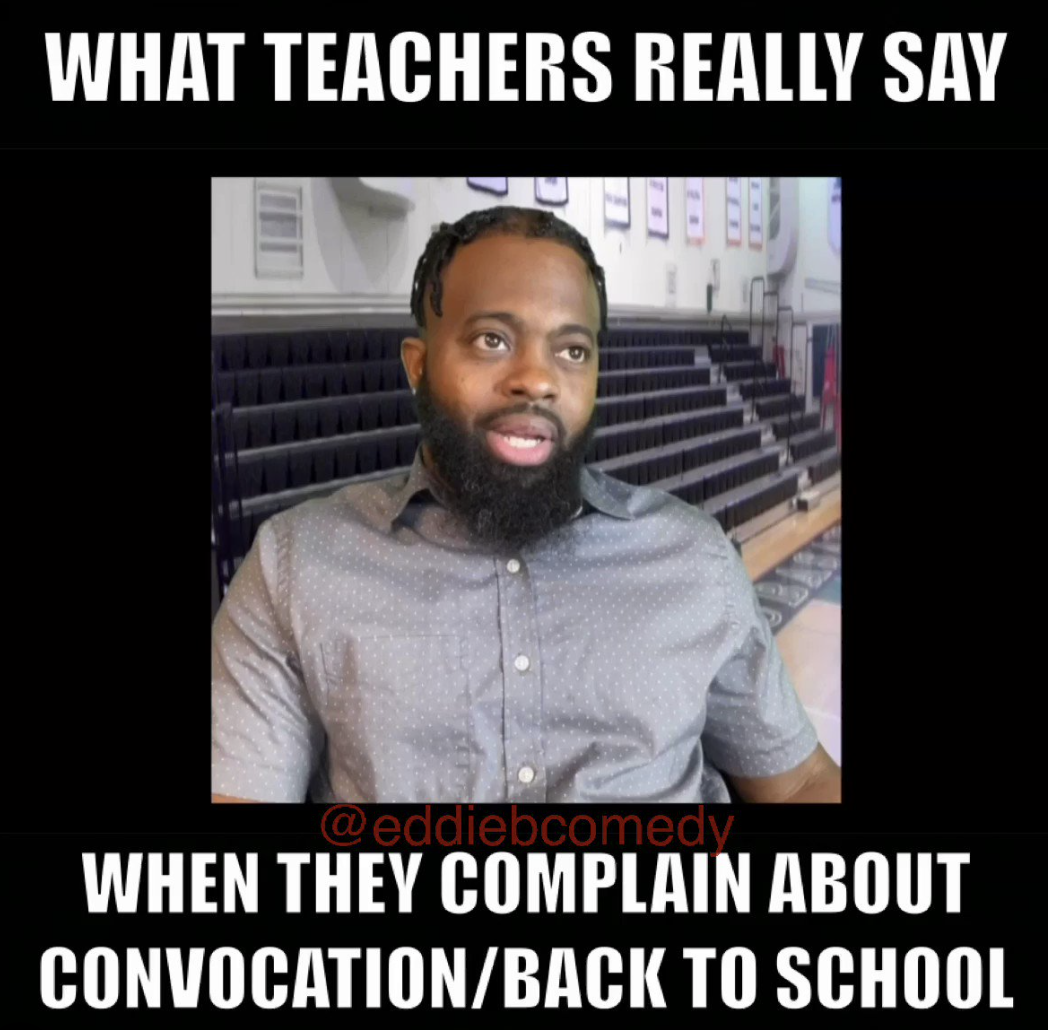 WHAT TEACHERS REALLY SAY
@eddiebcomedy
WHEN THEY COMPLAIN ABOUT
CONVOCATION/BACK TO SCHOOL